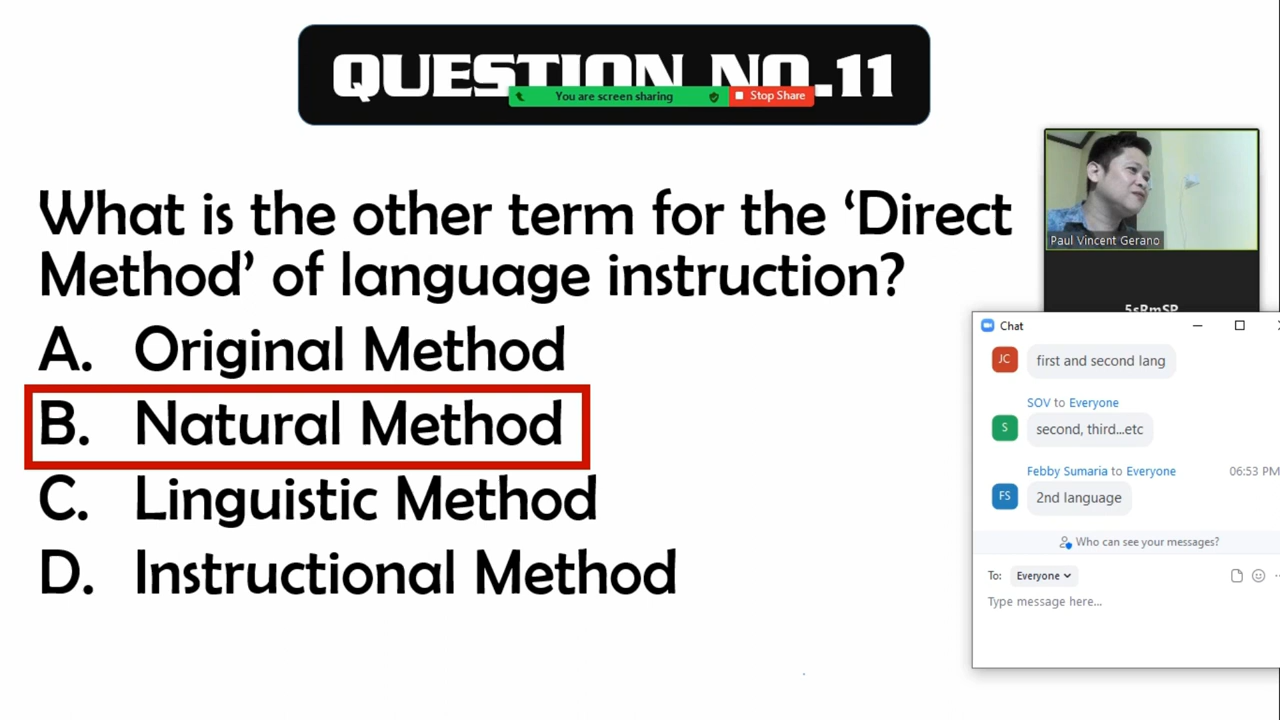 QUESTION NO.11
You are screen sharing
Stop Share
What is the other term for the ‘Direct
Method’ of language instruction?
A. Original Method
B. Natural Method
C. Linguistic Method
D. Instructional Method
Paul Vincent Gerano
5sRmSP
Chat
JC
first and second lang
SOV to Everyone
S
second, third...etc
Febby Sumaria to Everyone
06:53 PM
FS
2nd language
Who can see your messages?
To: Everyone
Type message here...